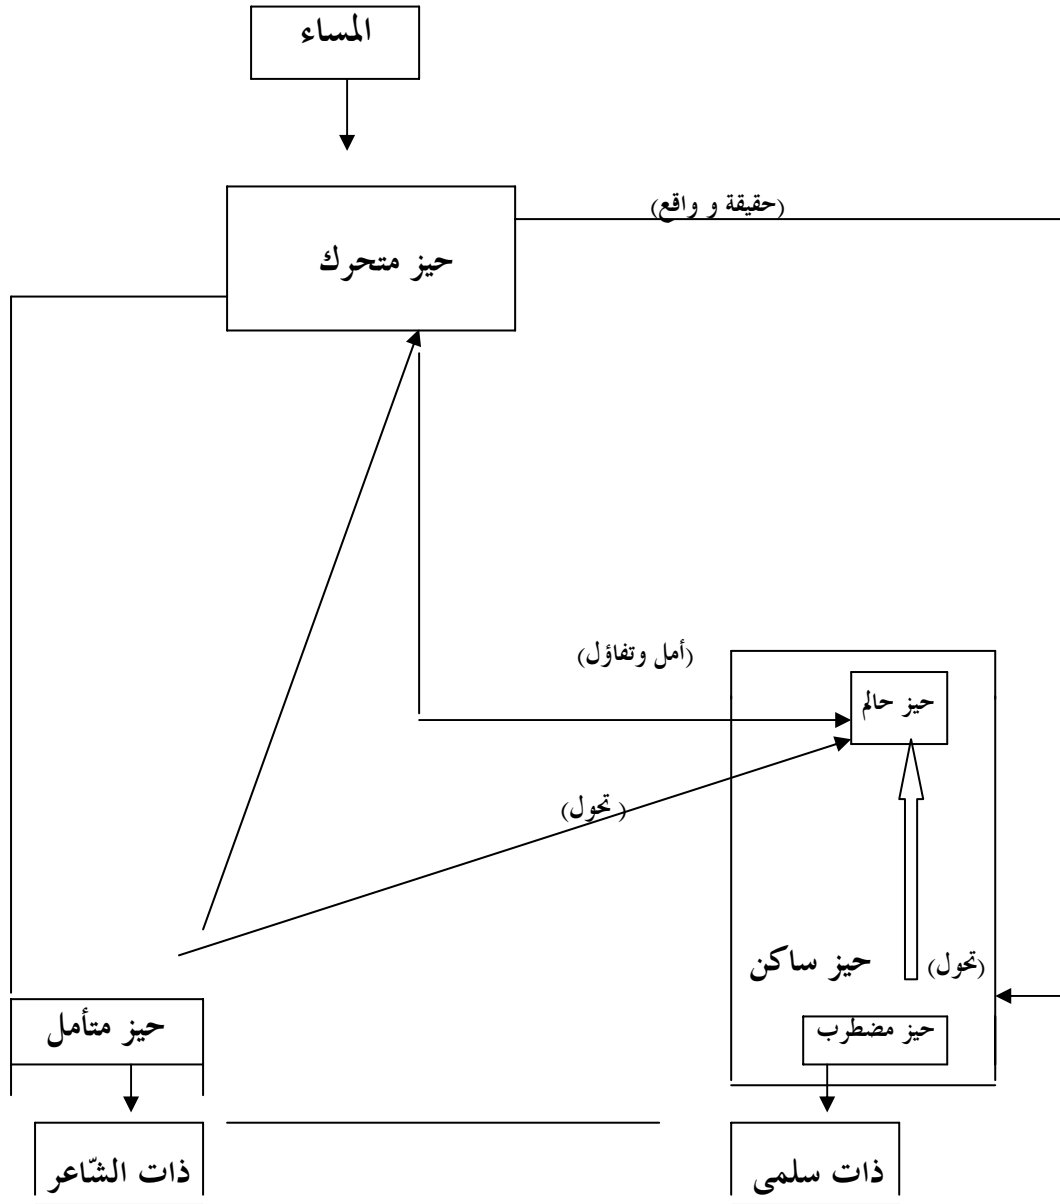 المساء
(حقيقة و واقع)
حيز متحرك
(أمل وتفاؤل)
حيز حالم
(تحول)
حيز ساكن
(تحول)
حيز متأمل
حيز مضطرب
ذات الشّاعر
ذات سلمى